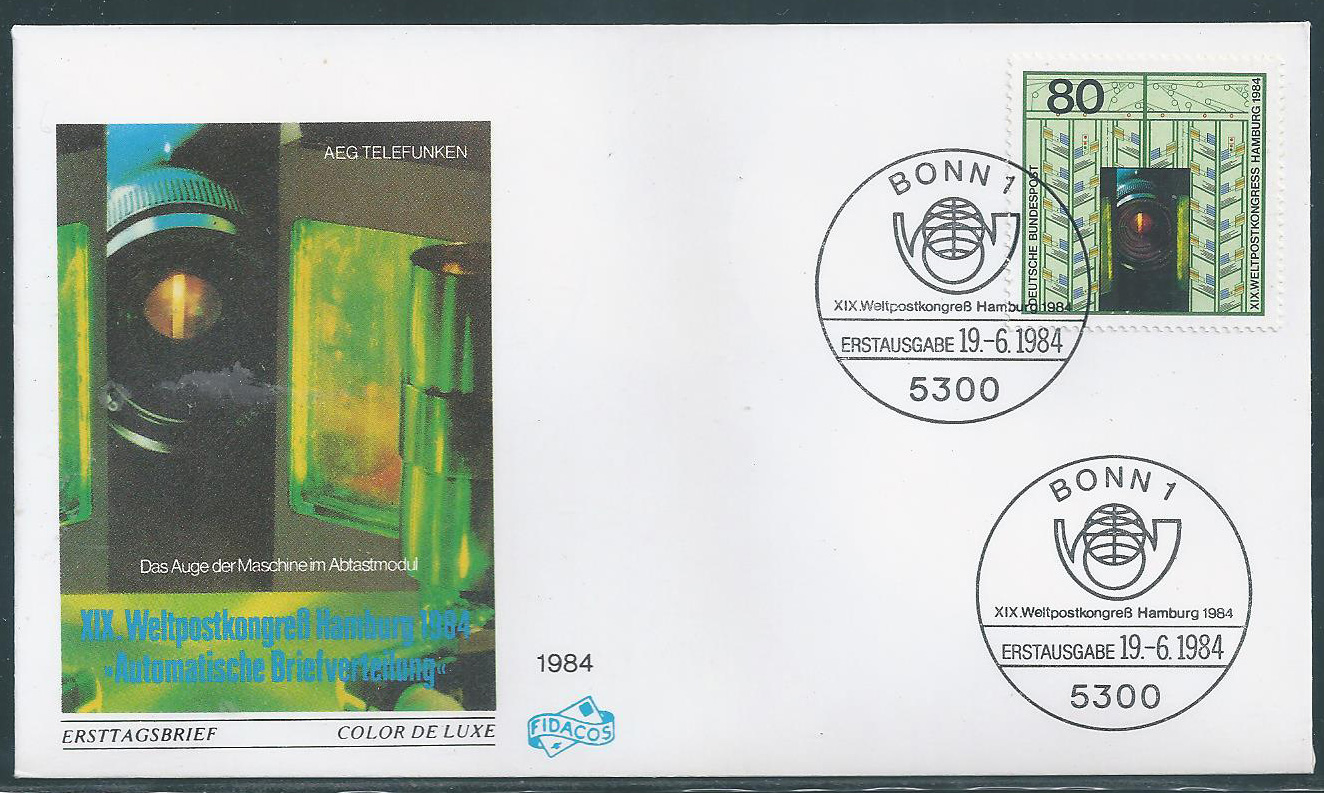 AEG TELEFUNKEN
Das Auge der Maschine im Abtastmodul
XIX. Weltpostkongreß Hamburg 1984
»Automatische Briefverteilung«
ERSTTAGSBRIEF COLOR DE LUXE
1984
FIDACOS
80
DEUTSCHE BUNDESPOST
XIX. WELTPOSTKONGRESS HAMBURG 1984
BONN 1
XIX. Weltpostkongreß Hamburg 1984
ERSTAUSGABE 19.-6.1984
5300
BONN 1
XIX. Weltpostkongreß Hamburg 1984
ERSTAUSGABE 19.-6.1984
5300